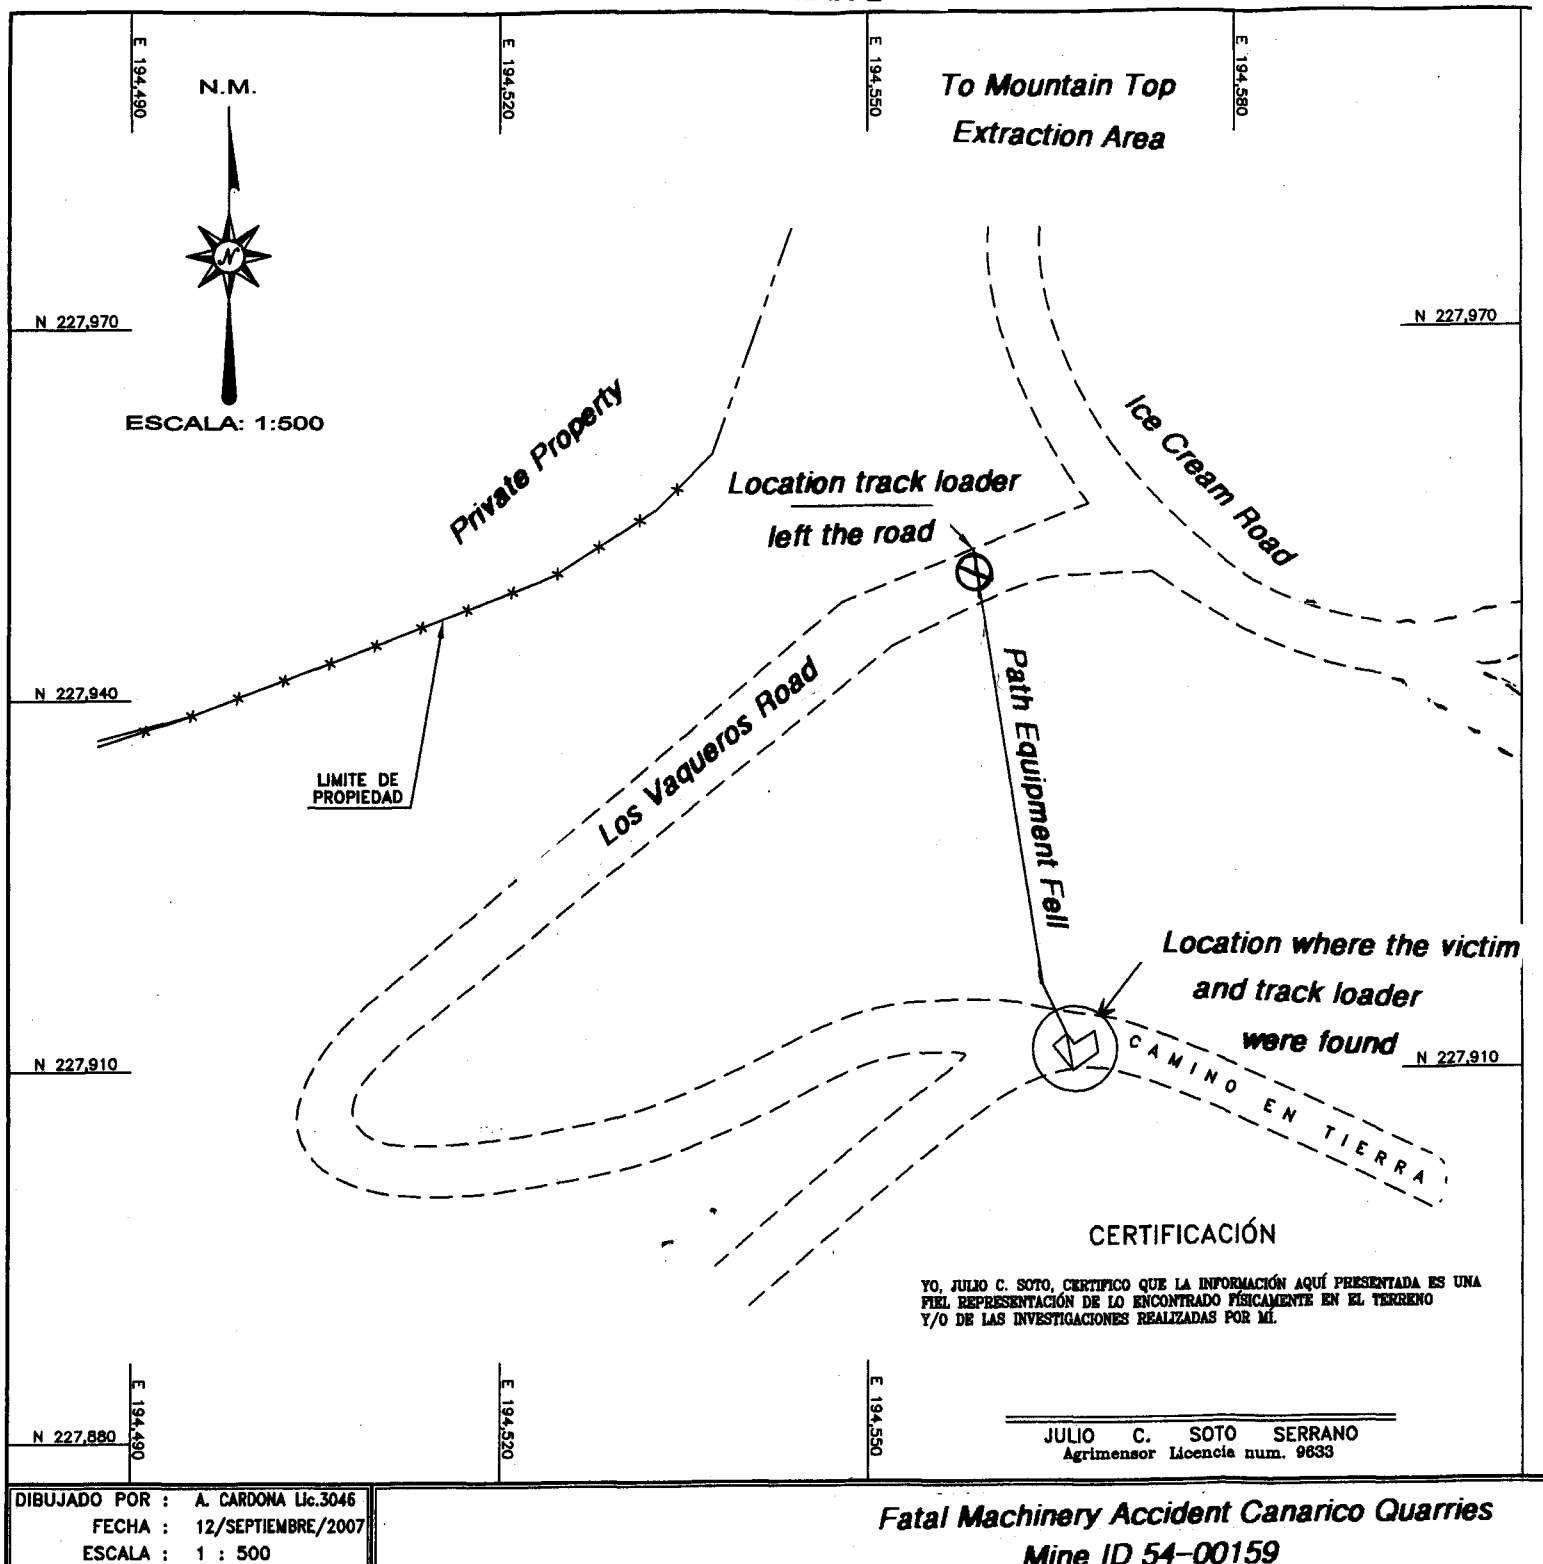 E 194,490
E 194,520
E 194,550
E 194,580
N.M.
To Mountain Top
Extraction Area
N
N 227,970
N 227,970
ESCALA: 1:500
Private Property
Ice Cream Road
Location track loader
left the road
N 227,940
Los Vaqueros Road
Path Equipment Fell
LIMITE DE
PROPIEDAD
Location where the victim
and track loader
were found
N 227,910
N 227,910
CAMINO EN TIERRA
CERTIFICACIÓN
YO, JULIO C. SOTO, CERTIFICO QUE LA INFORMACIÓN AQUÍ PRESENTADA ES UNA
FIEL REPRESENTACIÓN DE LO ENCONTRADO FÍSICAMENTE EN EL TERRENO
Y/O DE LAS INVESTIGACIONES REALIZADAS POR MÍ.
E 194,490
E 194,520
E 194,550
N 227,880
JULIO C. SOTO SERRANO
Agrimensor Licencia num. 9633
DIBUJADO POR : A. CARDONA Lic.3046
FECHA : 12/SEPTIEMBRE/2007
ESCALA : 1 : 500
Fatal Machinery Accident Canarico Quarries
Mine ID 54-00159